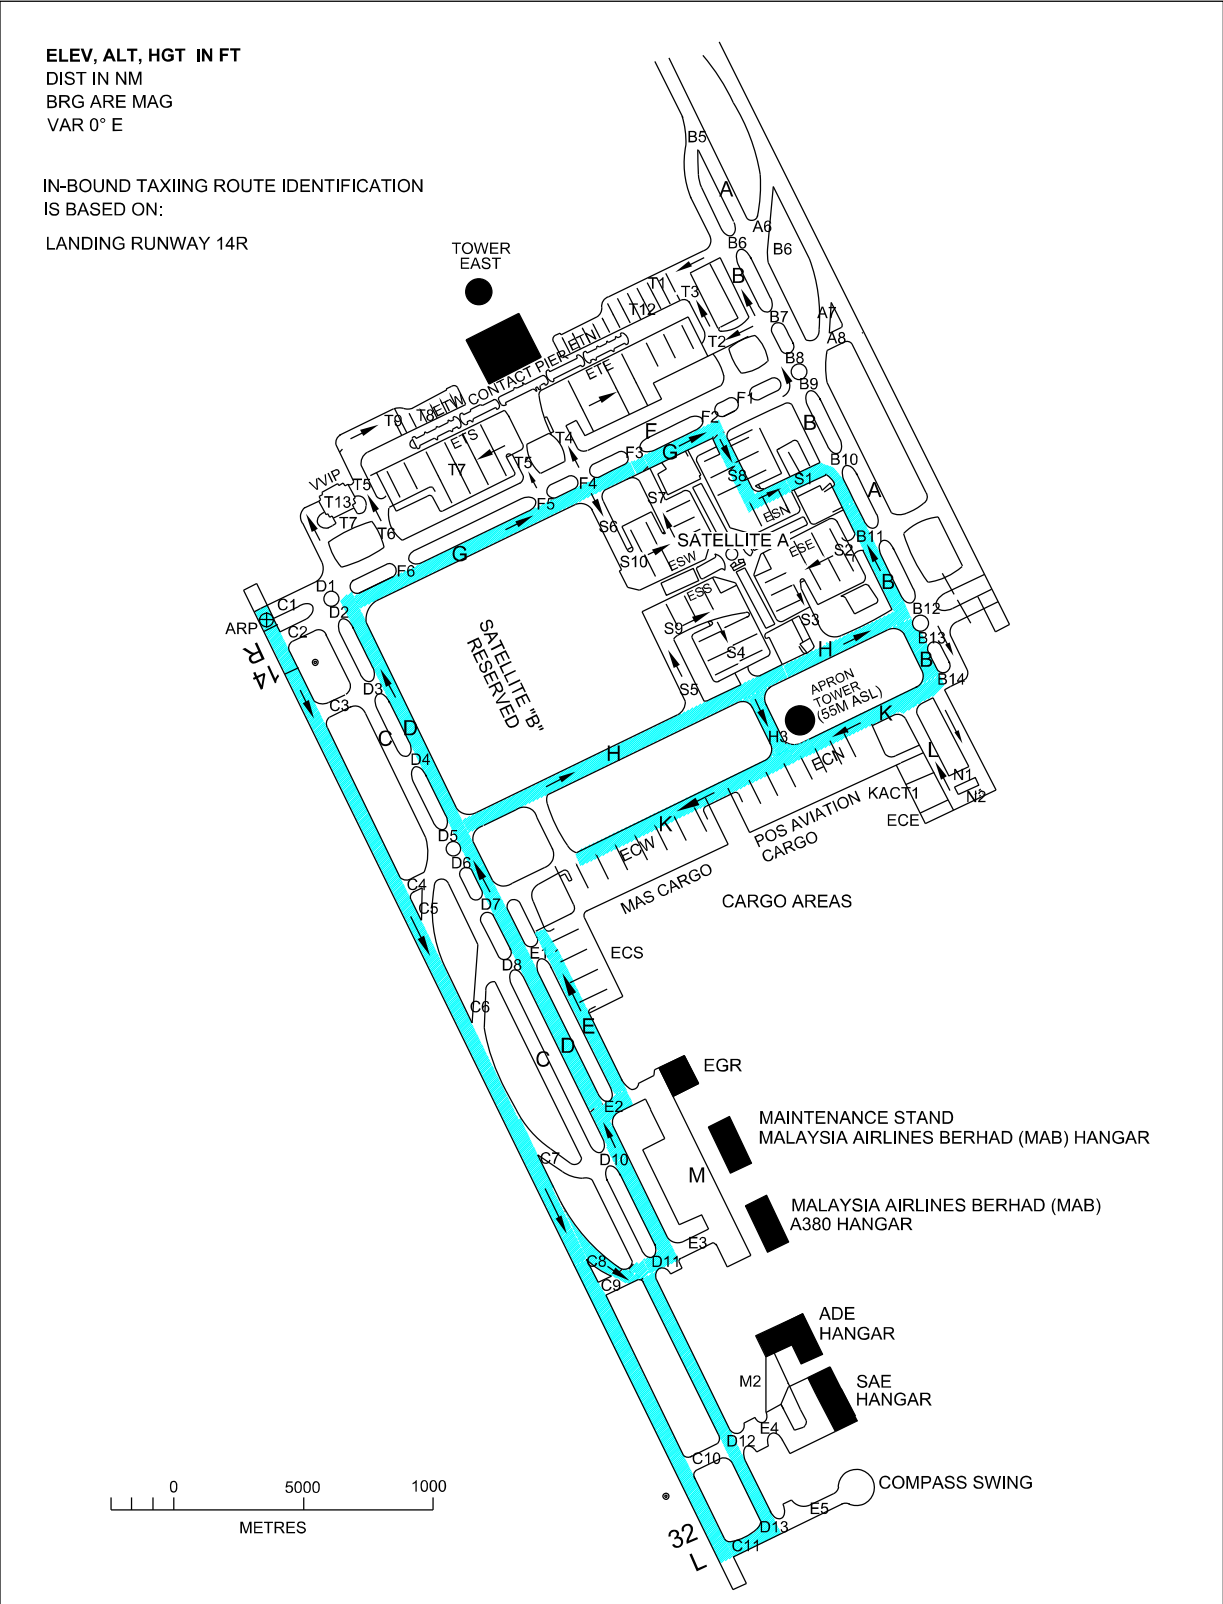 ELEV, ALT, HGT IN FT
DIST IN NM
BRG ARE MAG
VAR 0° E
IN-BOUND TAXIING ROUTE IDENTIFICATION
IS BASED ON:
LANDING RUNWAY 14R
TOWER
EAST
B5
A
A6
B6
B6
B
T1
T3
T12
A7
B7
A8
T2
B8
B9
CONTACT PIER
ETN
ETE
ETW
T8
T9
ETS
F1
F2
F
G
B
T4
F3
T7
T5
F4
F5
B10
S1
S8
A
T5
T13
T7
T6
S7
S6
ESN
SATELLITE A
B11
S10
ESW
ESE
S2
G
F6
ESS
B
D1
C1
D2
ARP
C2
14 R
S9
S3
S4
B12
B13
H
B
B14
SATELLITE "B"
RESERVED
D3
C3
S5
APRON
TOWER
(55M ASL)
D
C
D4
H
H3
K
ECN
L
N1
N2
KACT1
ECE
POS AVIATION
CARGO
K
ECW
D5
D6
C4
C5
D7
MAS CARGO
CARGO AREAS
E1
ECS
D8
C6
E
D
C
EGR
E2
MAINTENANCE STAND
MALAYSIA AIRLINES BERHAD (MAB) HANGAR
C7
D10
M
MALAYSIA AIRLINES BERHAD (MAB)
A380 HANGAR
E3
C8
D11
C9
ADE
HANGAR
M2
SAE
HANGAR
E4
D12
C10
COMPASS SWING
E5
D13
C11
32
L
0 5000 1000
METRES